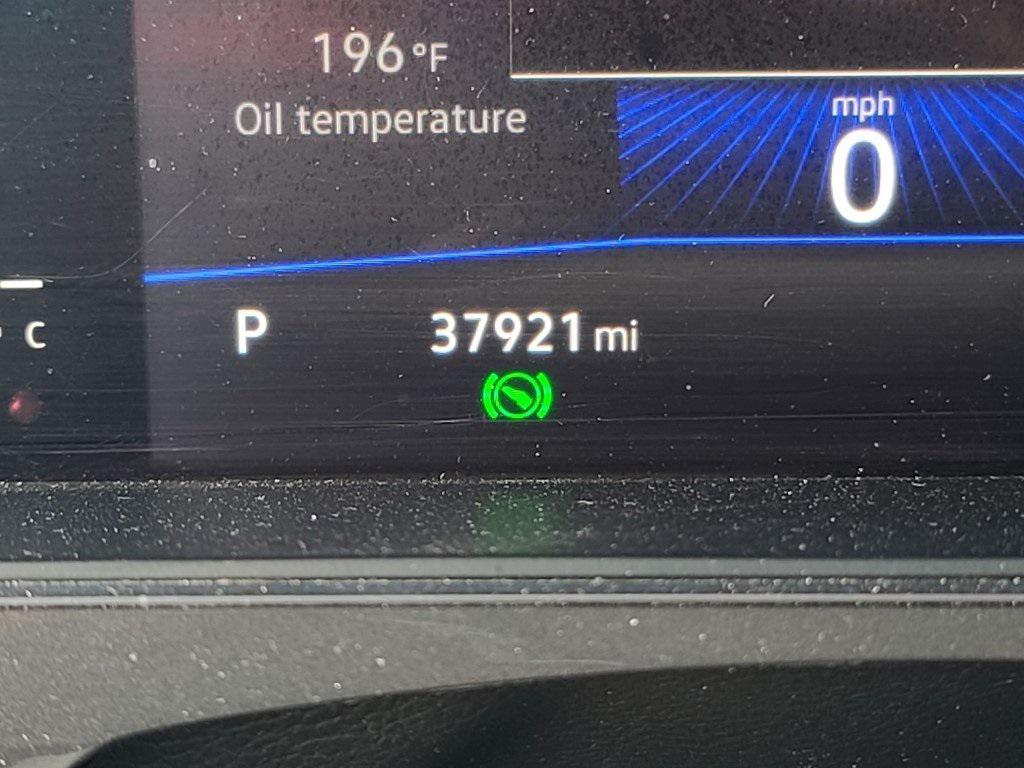 196 °F
Oil temperature
mph
0
C
P 37921 mi